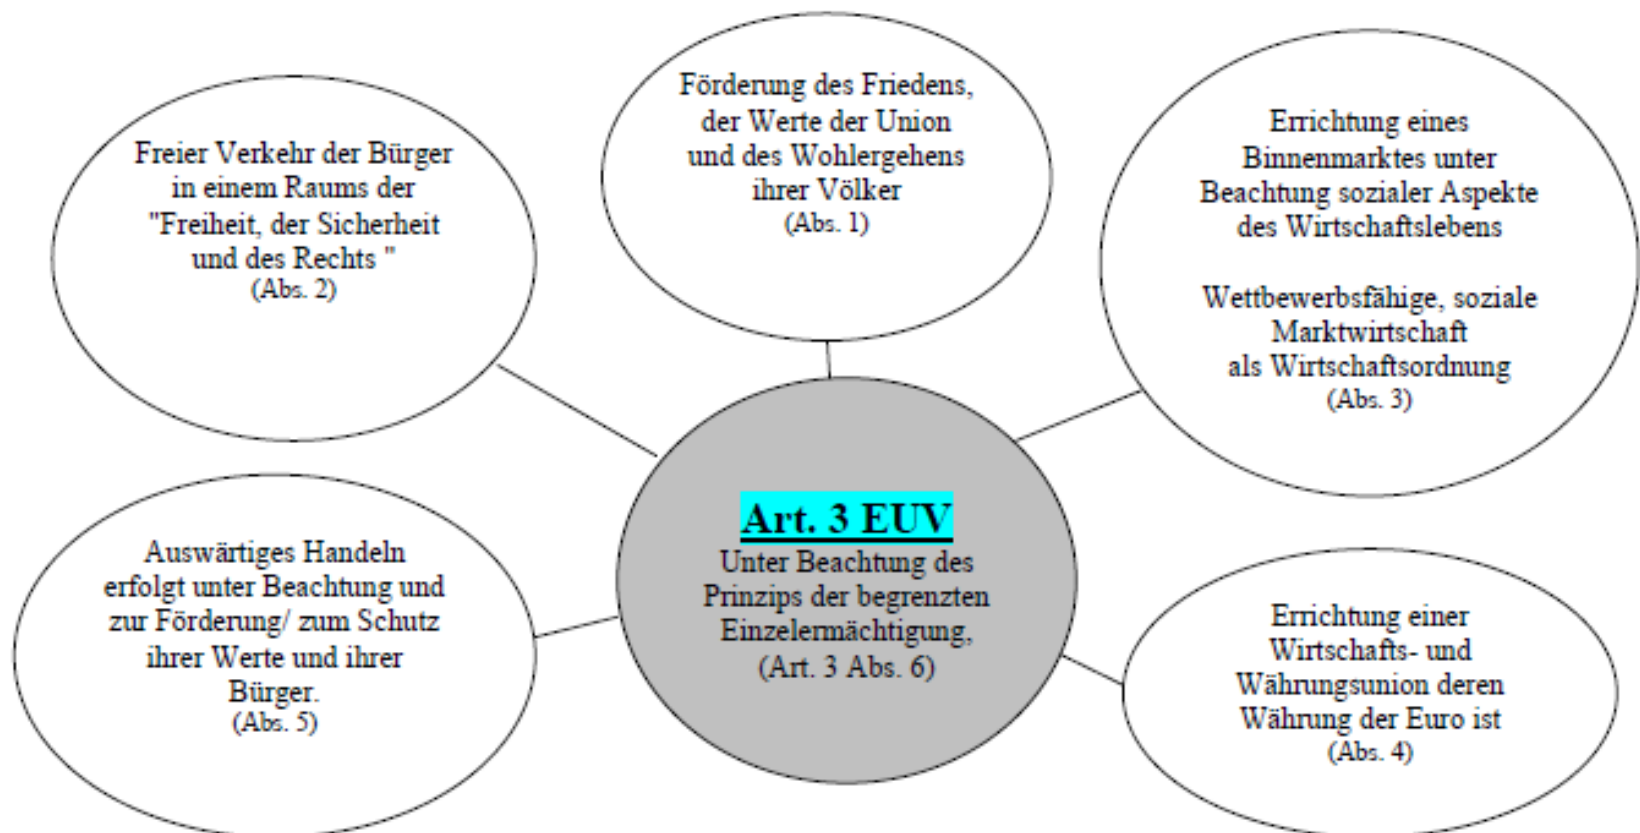 Förderung des Friedens,
der Werte der Union
und des Wohlergehens
ihrer Völker
(Abs. 1)
Freier Verkehr der Bürger
in einem Raums der
"Freiheit, der Sicherheit
und des Rechts "
(Abs. 2)
Errichtung eines
Binnenmarktes unter
Beachtung sozialer Aspekte
des Wirtschaftslebens
Wettbewerbsfähige, soziale
Marktwirtschaft
als Wirtschaftsordnung
(Abs. 3)
Art. 3 EUV
Unter Beachtung des
Prinzips der begrenzten
Einzelermächtigung,
(Art. 3 Abs. 6)
Auswärtiges Handeln
erfolgt unter Beachtung und
zur Förderung/ zum Schutz
ihrer Werte und ihrer
Bürger.
(Abs. 5)
Errichtung einer
Wirtschafts- und
Währungsunion deren
Währung der Euro ist
(Abs. 4)